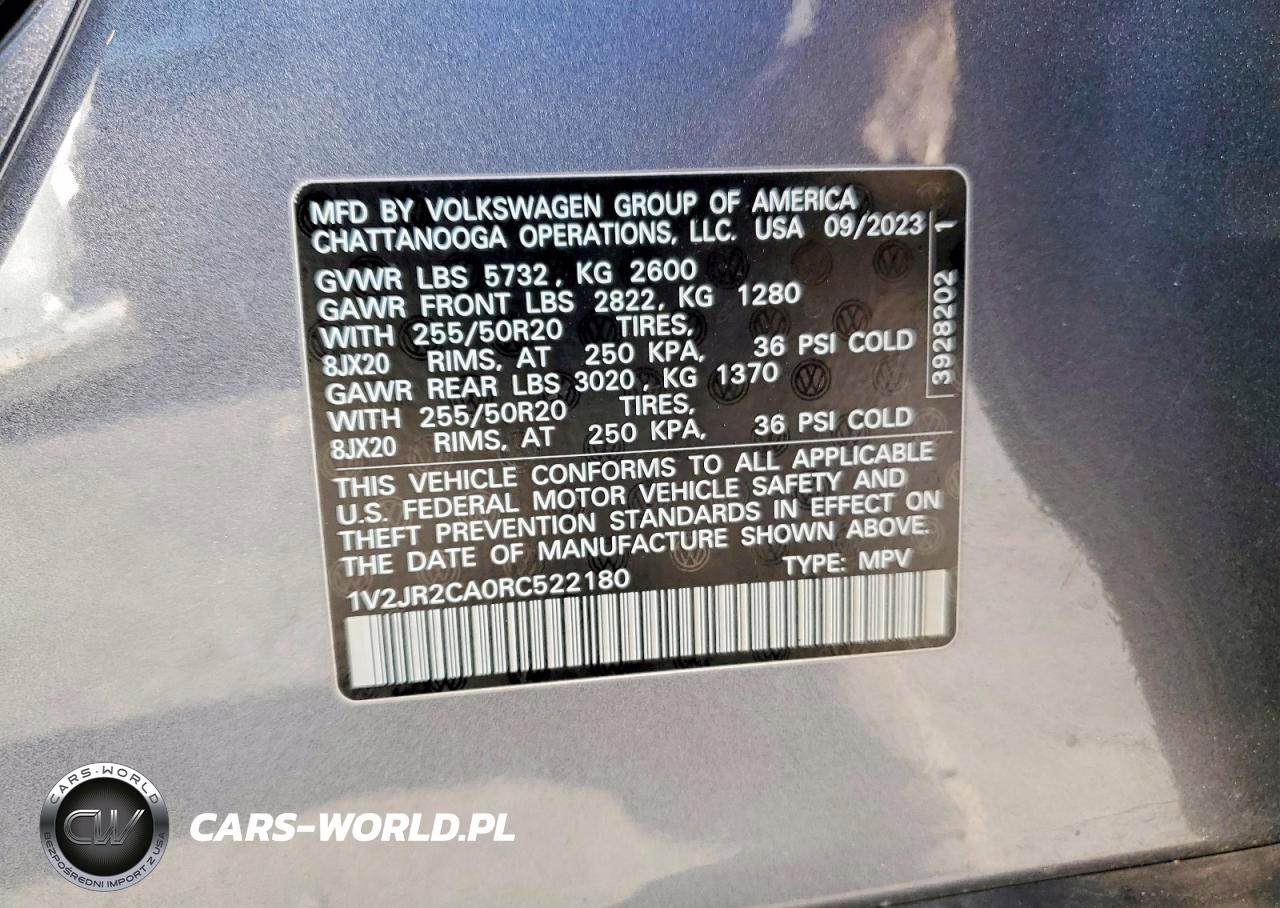 MFD BY VOLKSWAGEN GROUP OF AMERICA
CHATTANOOGA OPERATIONS, LLC. USA 09/2023
GVWR LBS 5732, KG 2600
GAWR FRONT LBS 2822, KG 1280
WITH 255/50R20 TIRES,
8JX20 RIMS, AT 250 KPA, 36 PSI COLD
GAWR REAR LBS 3020, KG 1370
WITH 255/50R20 TIRES,
8JX20 RIMS, AT 250 KPA, 36 PSI COLD
3928202 1
THIS VEHICLE CONFORMS TO ALL APPLICABLE
U.S. FEDERAL MOTOR VEHICLE SAFETY AND
THEFT PREVENTION STANDARDS IN EFFECT ON
THE DATE OF MANUFACTURE SHOWN ABOVE.
1V2JR2CA0RC522180 TYPE: MPV
CARS-WORLD
CW
BEZPOŚREDNI IMPORT Z USA
CARS-WORLD.PL